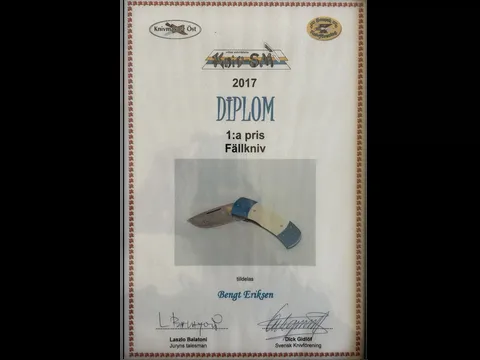 Knivm Öst
Kniv SM
2017
DIPLOM
1:a pris
Fällkniv
tilldelas
Bengt Eriksen
Laszlo Balatoni
Dick Gidlöf
Juryns talesman
Svensk Knivförening